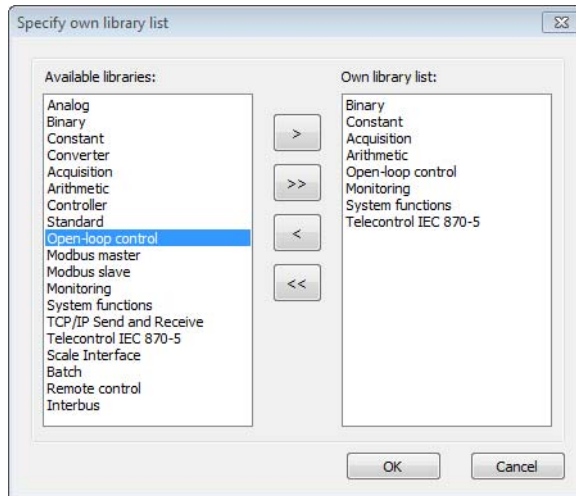 Specify own library list
Available libraries:
Analog
Binary
Constant
Converter
Acquisition
Arithmetic
Controller
Standard
Open-loop control
Modbus master
Modbus slave
Monitoring
System functions
TCP/IP Send and Receive
Telecontrol IEC 870-5
Scale Interface
Batch
Remote control
Interbus
>
>>
<
<<
Own library list:
Binary
Constant
Acquisition
Arithmetic
Open-loop control
Monitoring
System functions
Telecontrol IEC 870-5
OK
Cancel